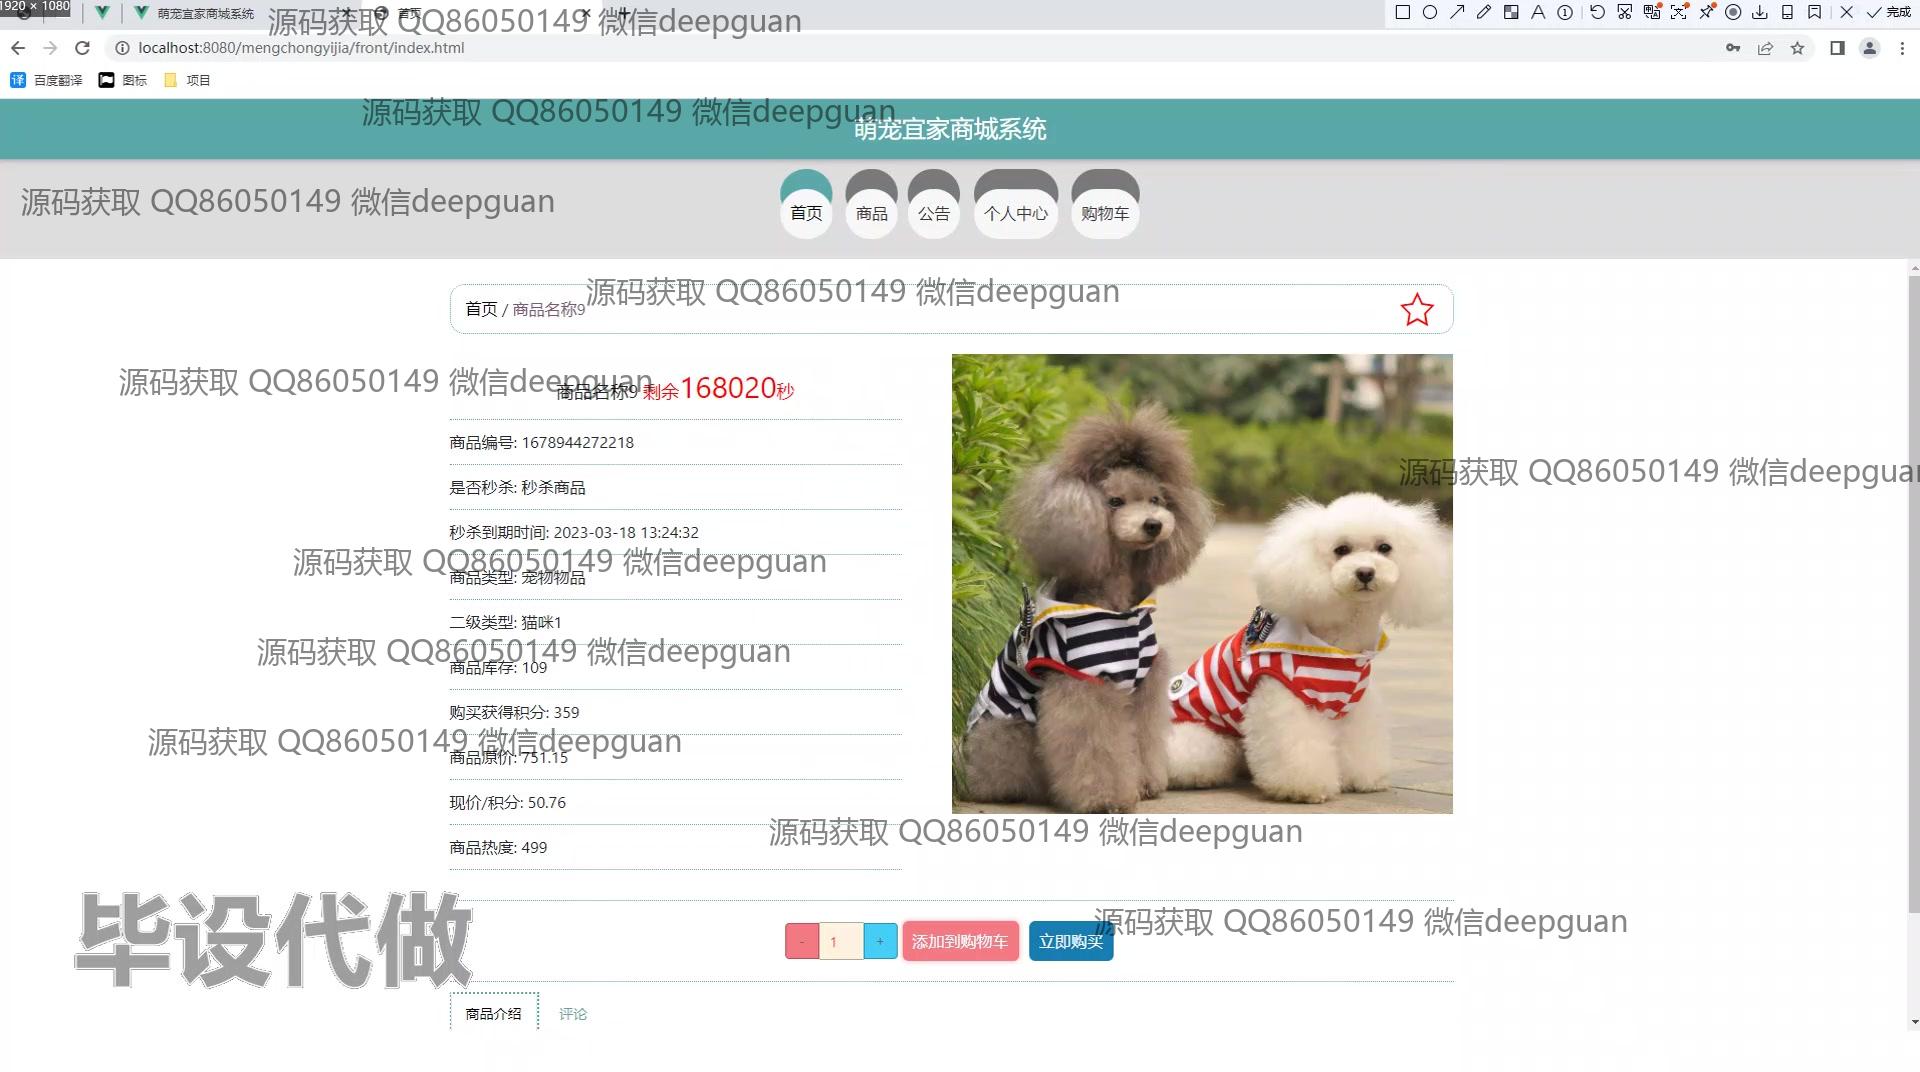 1920 × 1080
萌宠宜家商城系统
首页
完成
源码获取 QQ86050149 微信deepguan
localhost:8080/mengchongyijia/front/index.html
百度翻译
图标
项目
源码获取 QQ86050149 微信deepguan
萌宠宜家商城系统
源码获取 QQ86050149 微信deepguan
首页
商品
公告
个人中心
购物车
源码获取 QQ86050149 微信deepguan
首页 / 商品名称9
源码获取 QQ86050149 微信deepguan
商品名称9 剩余168020秒
商品编号: 1678944272218
源码获取 QQ86050149 微信deepguan
是否秒杀: 秒杀商品
秒杀到期时间: 2023-03-18 13:24:32
源码获取 QQ86050149 微信deepguan
商品类型: 宠物物品
二级类型: 猫咪1
源码获取 QQ86050149 微信deepguan
商品库存: 109
购买获得积分: 359
源码获取 QQ86050149 微信deepguan
商品原价: 751.15
现价/积分: 50.76
源码获取 QQ86050149 微信deepguan
商品热度: 499
毕设代做
源码获取 QQ86050149 微信deepguan
- 1 +
添加到购物车
立即购买
商品介绍
评论